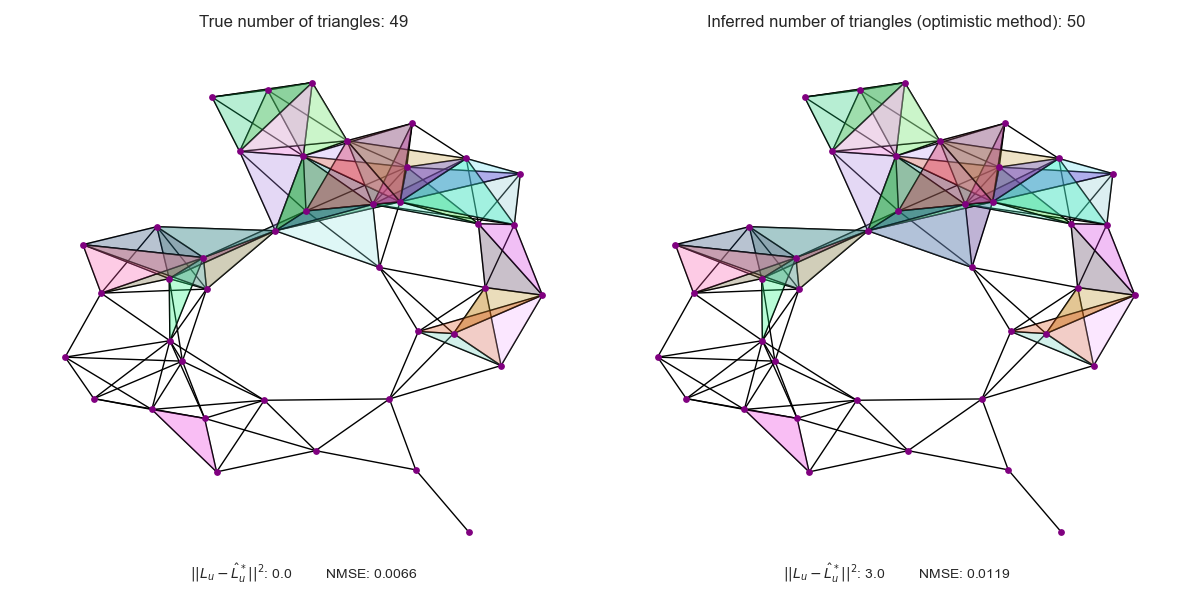 True number of triangles: 49
Inferred number of triangles (optimistic method): 50
$||L_u - \hat{L}_u^*||^2$: 0.0 NMSE: 0.0066
$||L_u - \hat{L}_u^*||^2$: 3.0 NMSE: 0.0119